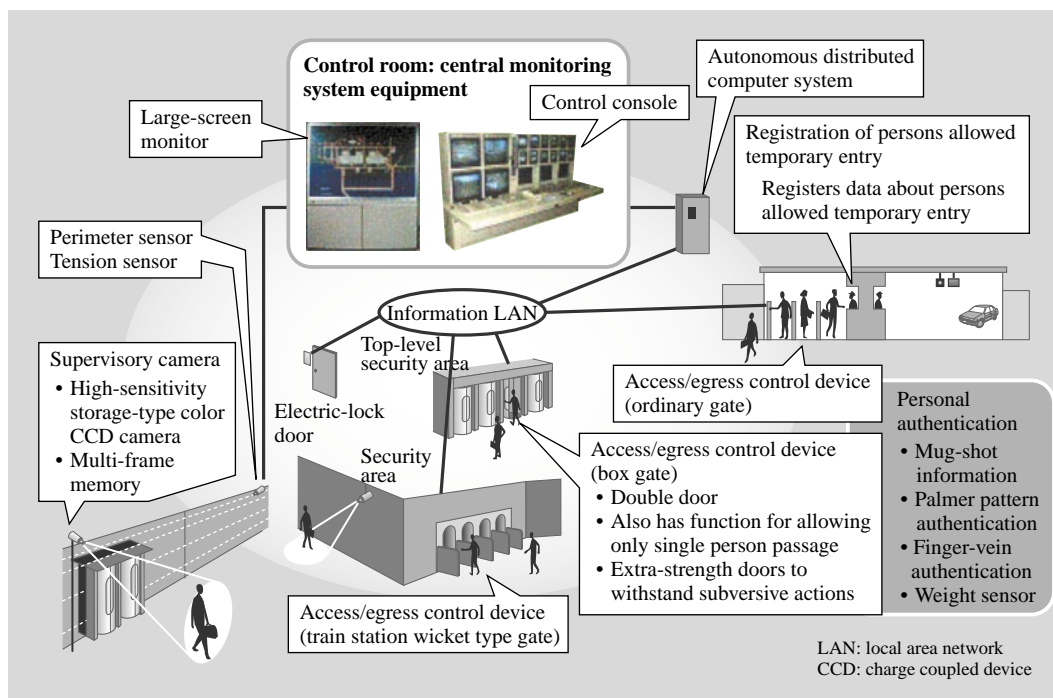 Control room: central monitoring
system equipment
Control console
Large-screen
monitor
Autonomous distributed
computer system
Registration of persons allowed
temporary entry
Registers data about persons
allowed temporary entry
Perimeter sensor
Tension sensor
Information LAN
Top-level
security area
Supervisory camera
• High-sensitivity
storage-type color
CCD camera
• Multi-frame
memory
Electric-lock
door
Security
area
Access/egress control device
(ordinary gate)
Access/egress control device
(box gate)
• Double door
• Also has function for allowing
only single person passage
• Extra-strength doors to
withstand subversive actions
Personal
authentication
• Mug-shot
information
• Palmer pattern
authentication
• Finger-vein
authentication
• Weight sensor
Access/egress control device
(train station wicket type gate)
LAN: local area network
CCD: charge coupled device